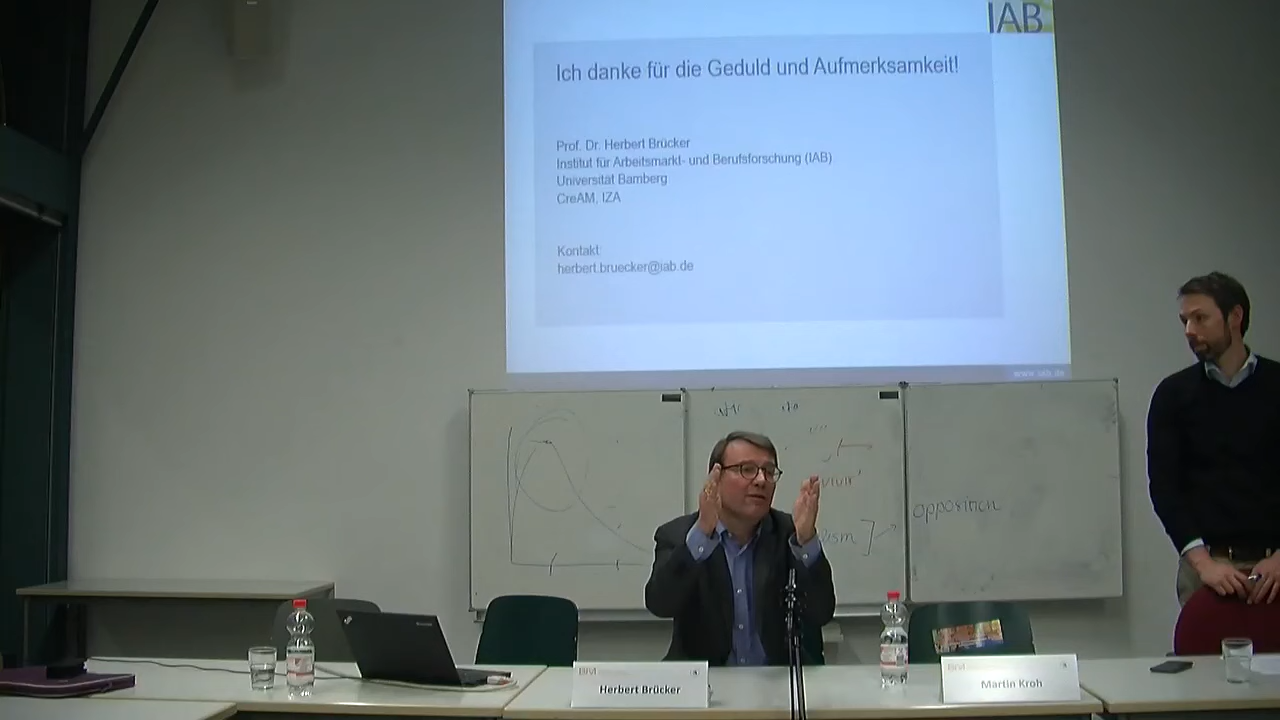 IAB
Ich danke für die Geduld und Aufmerksamkeit!
Prof. Dr. Herbert Brücker
Institut für Arbeitsmarkt- und Berufsforschung (IAB)
Universität Bamberg
CreAM, IZA
Kontakt
herbert.bruecker@iab.de
www.iab.de
opposition
Herbert Brücker
Martin Kroh